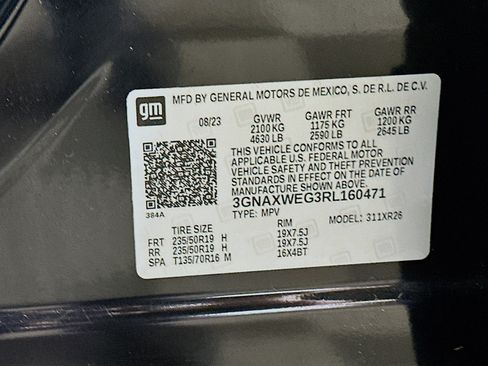 gm
MFD BY GENERAL MOTORS DE MEXICO, S. DE R.L. DE C.V.
08/23 GVWR GAWR FRT GAWR RR
2100 KG 1175 KG 1200 KG
4630 LB 2590 LB 2645 LB
THIS VEHICLE CONFORMS TO ALL
APPLICABLE U.S. FEDERAL MOTOR
VEHICLE SAFETY AND THEFT PREVENTION
STANDARDS IN EFFECT ON THE DATE OF
MANUFACTURE SHOWN ABOVE.
3GNAXWEG3RL160471
384A TYPE: MPV MODEL: 311XR26
TIRE SIZE RIM
FRT 235/50R19 H 19X7.5J
RR 235/50R19 H 19X7.5J
SPA T135/70R16 M 16X4BT